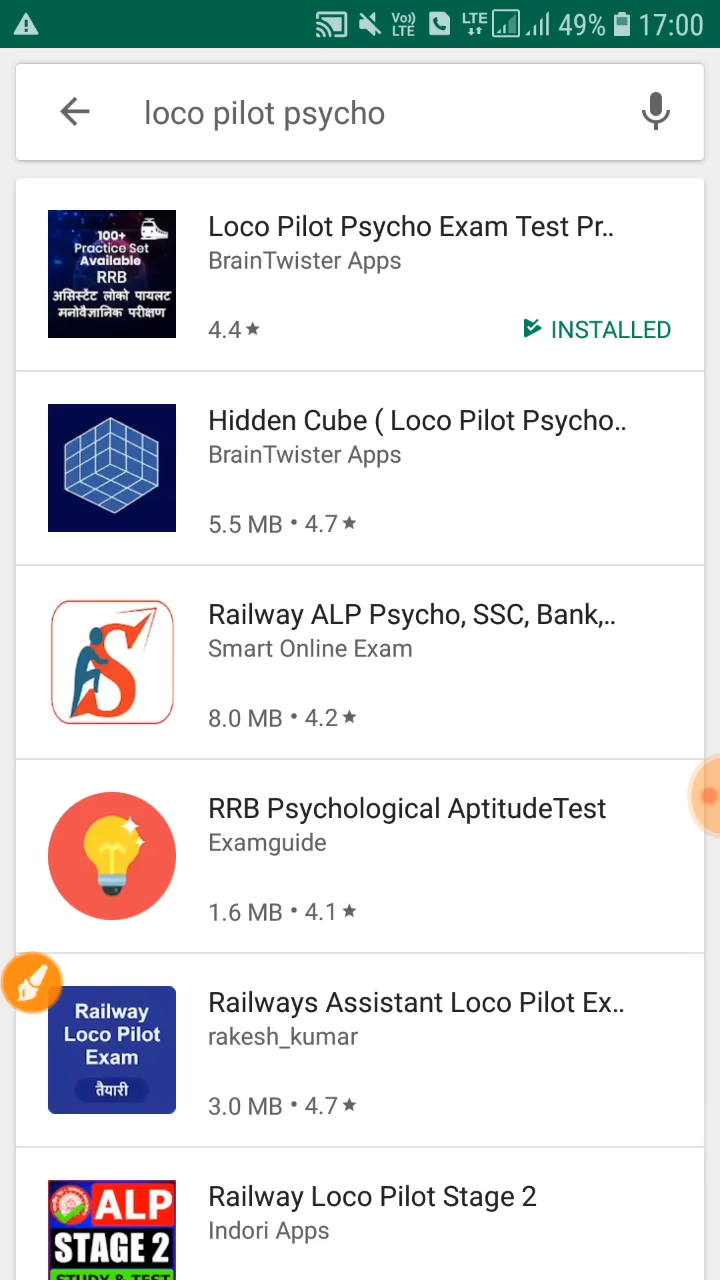 Vo)) LTE LTE 49% 17:00
loco pilot psycho
100+
Practice Set
Available
RRB
असिस्टेंट लोको पायलट
मनोवैज्ञानिक परीक्षण
Loco Pilot Psycho Exam Test Pr..
BrainTwister Apps
4.4 ★ INSTALLED
Hidden Cube ( Loco Pilot Psycho..
BrainTwister Apps
5.5 MB • 4.7 ★
S
Railway ALP Psycho, SSC, Bank,..
Smart Online Exam
8.0 MB • 4.2 ★
RRB Psychological AptitudeTest
Examguide
1.6 MB • 4.1 ★
Railway
Loco Pilot
Exam
तैयारी
Railways Assistant Loco Pilot Ex..
rakesh_kumar
3.0 MB • 4.7 ★
ALP
STAGE 2
STUDY & TEST
Railway Loco Pilot Stage 2
Indori Apps